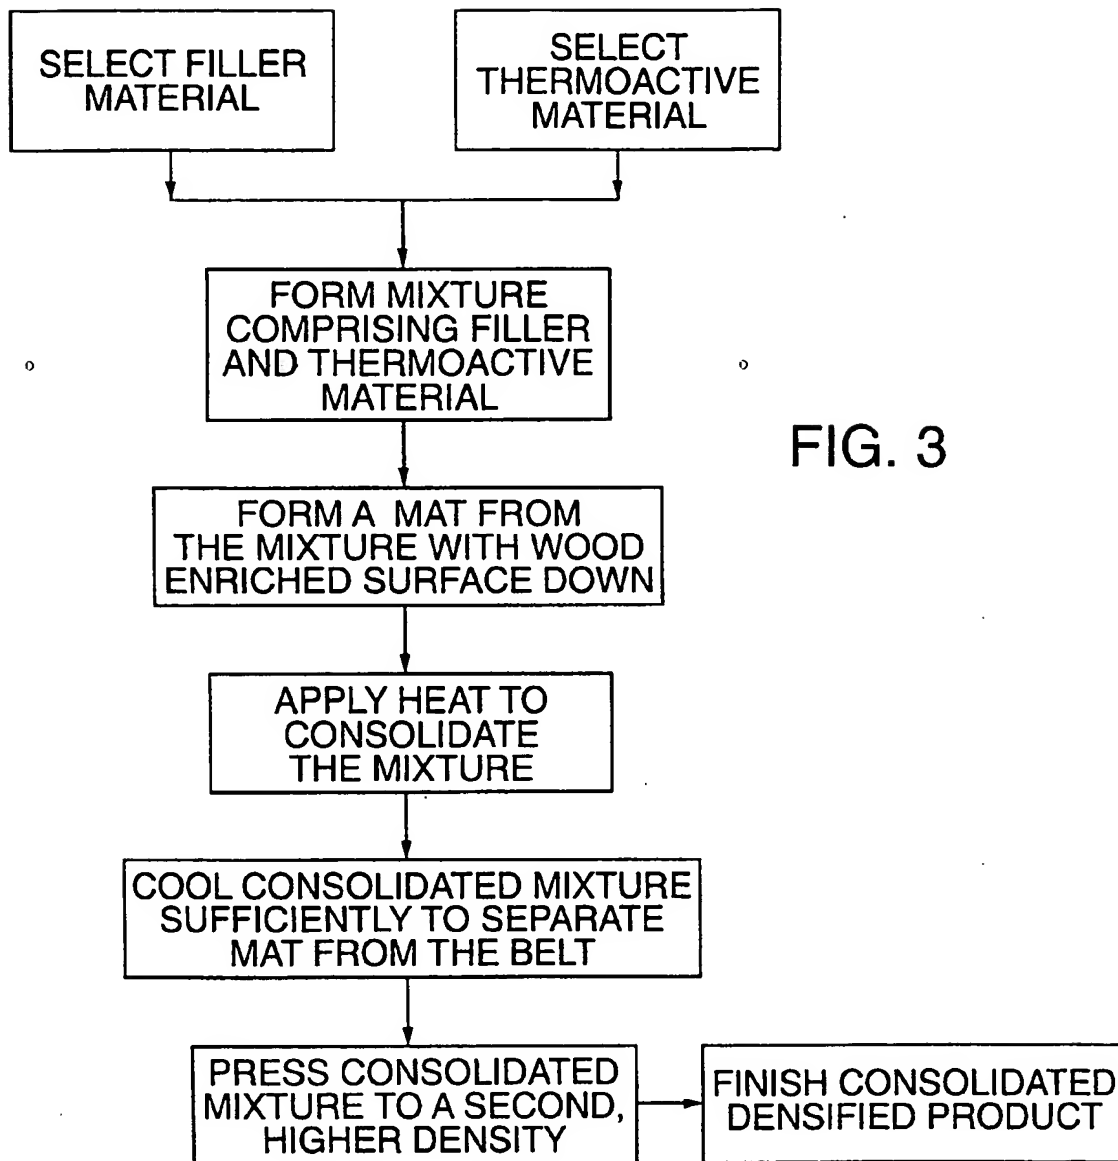 SELECT FILLER
MATERIAL
SELECT
THERMOACTIVE
MATERIAL
FORM MIXTURE
COMPRISING FILLER
AND THERMOACTIVE
MATERIAL
FIG. 3
FORM A MAT FROM
THE MIXTURE WITH WOOD
ENRICHED SURFACE DOWN
APPLY HEAT TO
CONSOLIDATE
THE MIXTURE
COOL CONSOLIDATED MIXTURE
SUFFICIENTLY TO SEPARATE
MAT FROM THE BELT
PRESS CONSOLIDATED
MIXTURE TO A SECOND,
HIGHER DENSITY
FINISH CONSOLIDATED
DENSIFIED PRODUCT